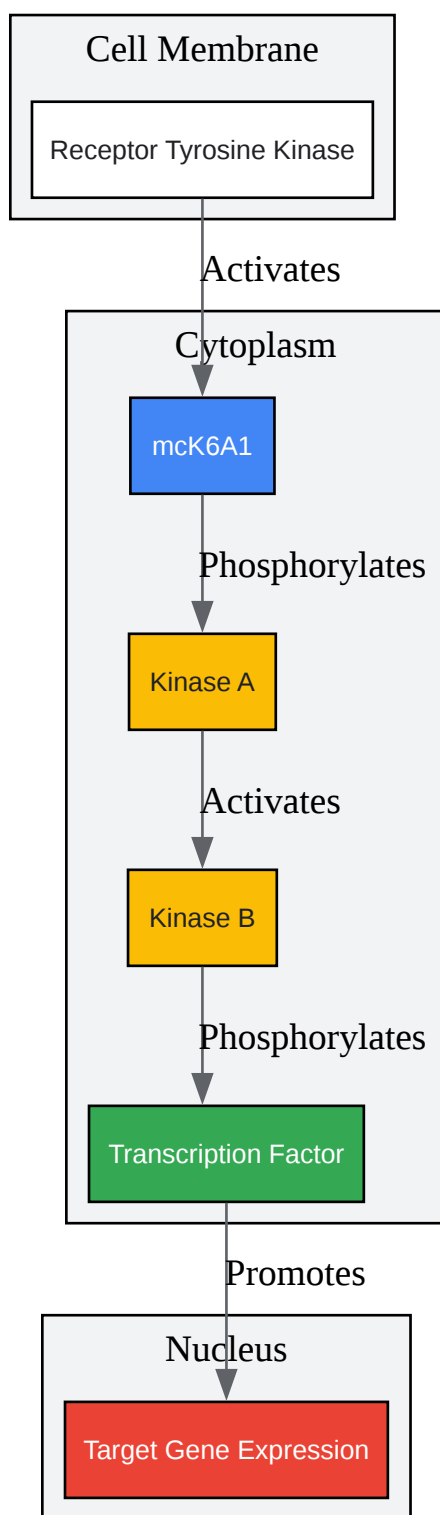 Cell Membrane
Receptor Tyrosine Kinase
Activates
Cytoplasm
mcK6A1
Phosphorylates
Kinase A
Activates
Kinase B
Phosphorylates
Transcription Factor
Promotes
Nucleus
Target Gene Expression